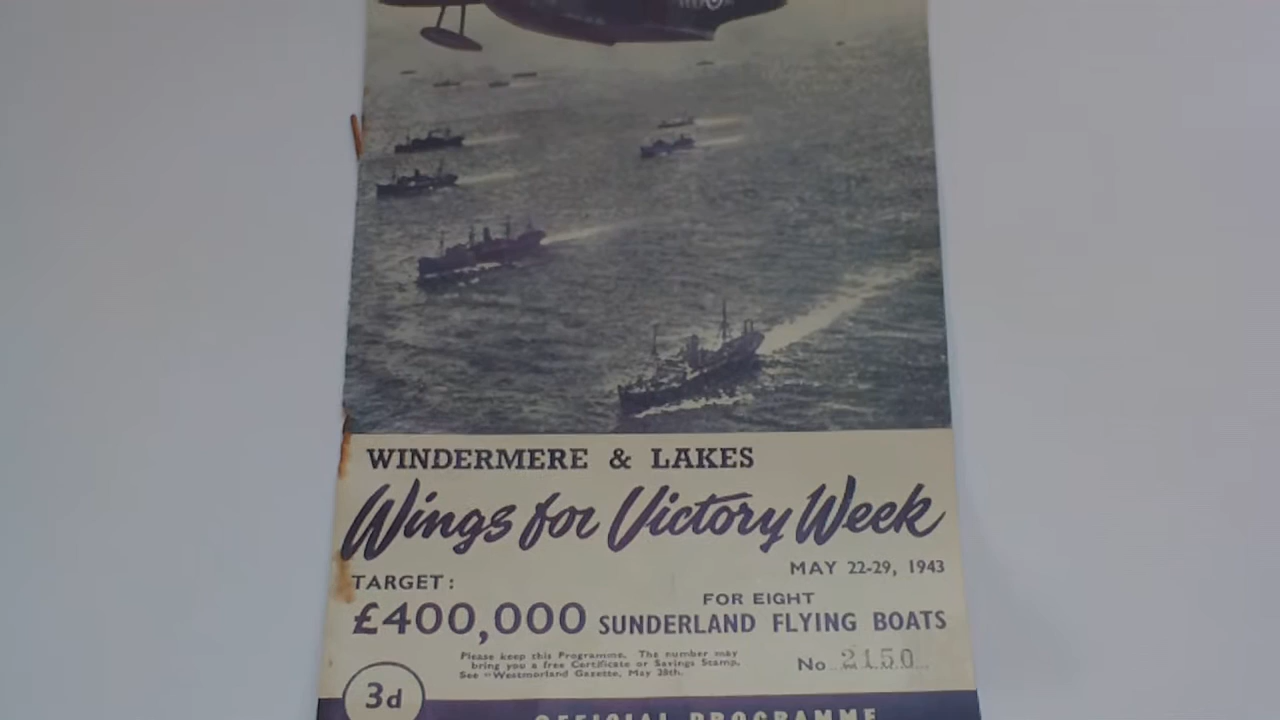 WINDERMERE & LAKES
Wings for Victory Week
MAY 22-29, 1943
TARGET:
£400,000 FOR EIGHT
SUNDERLAND FLYING BOATS
Please keep this Programme. The number may
bring you a free Certificate or Savings Stamp.
See "Westmorland Gazette, May 28th.
No 2150
3d
OFFICIAL PROGRAMME